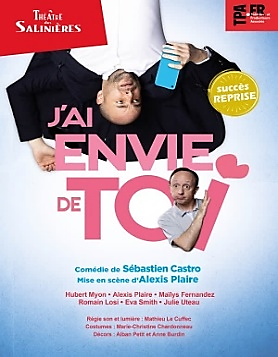 THÉÂTRE
des
SALINIÈRES
TPA
FR
succès
REPRISE
J'AI
ENVIE
DE TOI
Comédie de Sébastien Castro
Mise en scène d'Alexis Plaire
Hubert Myon • Alexis Plaire • Maïlys Fernandez
Romain Losi • Eva Smith • Julie Uteau
Régie son et lumière : Mathieu Le Cuffec
Costumes : Marie-Christine Chardonneau
Décors : Alban Petit et Anne Burdin